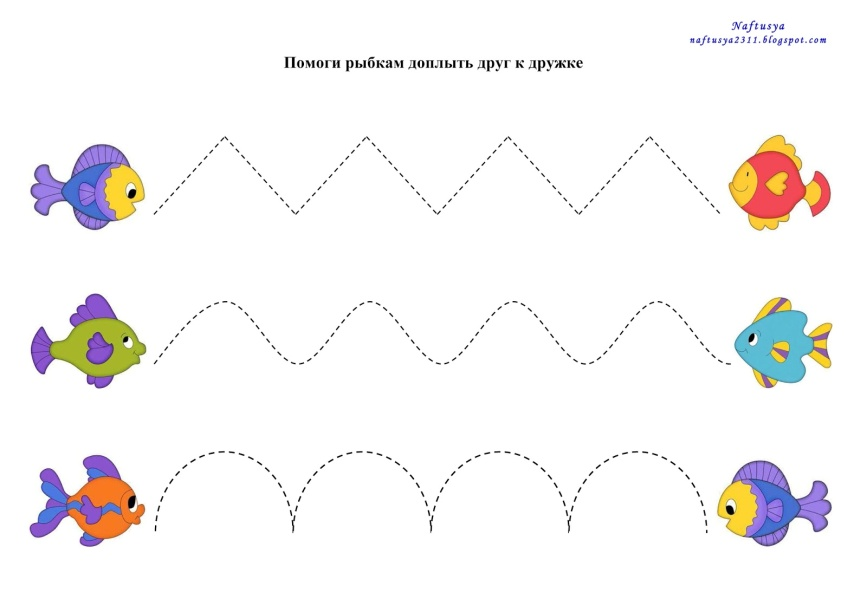 Naftusya
naftusya2311.blogspot.com
Помоги рыбкам доплыть друг к дружке